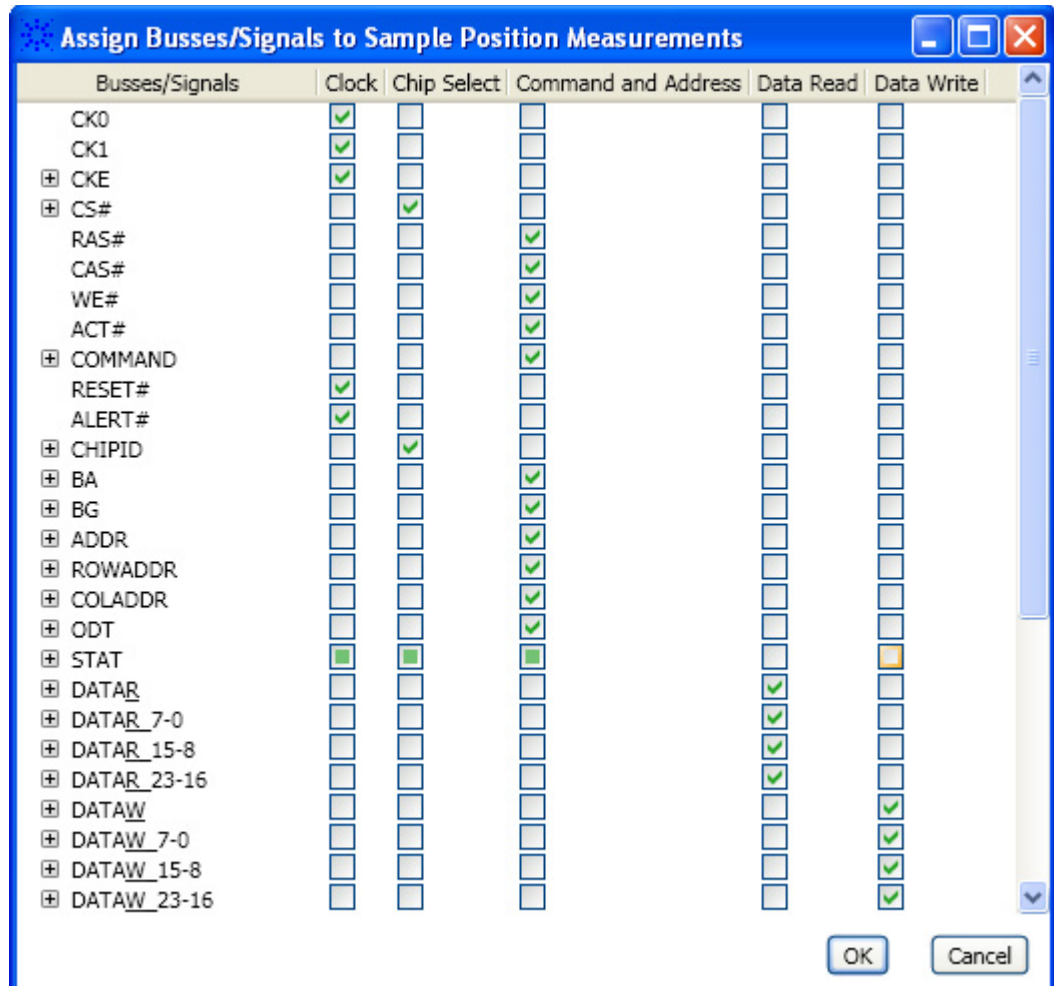 Assign Busses/Signals to Sample Position Measurements
Busses/Signals Clock Chip Select Command and Address Data Read Data Write
CK0
CK1
CKE
CS#
RAS#
CAS#
WE#
ACT#
COMMAND
RESET#
ALERT#
CHIPID
BA
BG
ADDR
ROWADDR
COLADDR
ODT
STAT
DATAR
DATAR_7-0
DATAR_15-8
DATAR_23-16
DATAW
DATAW_7-0
DATAW_15-8
DATAW_23-16
OK Cancel